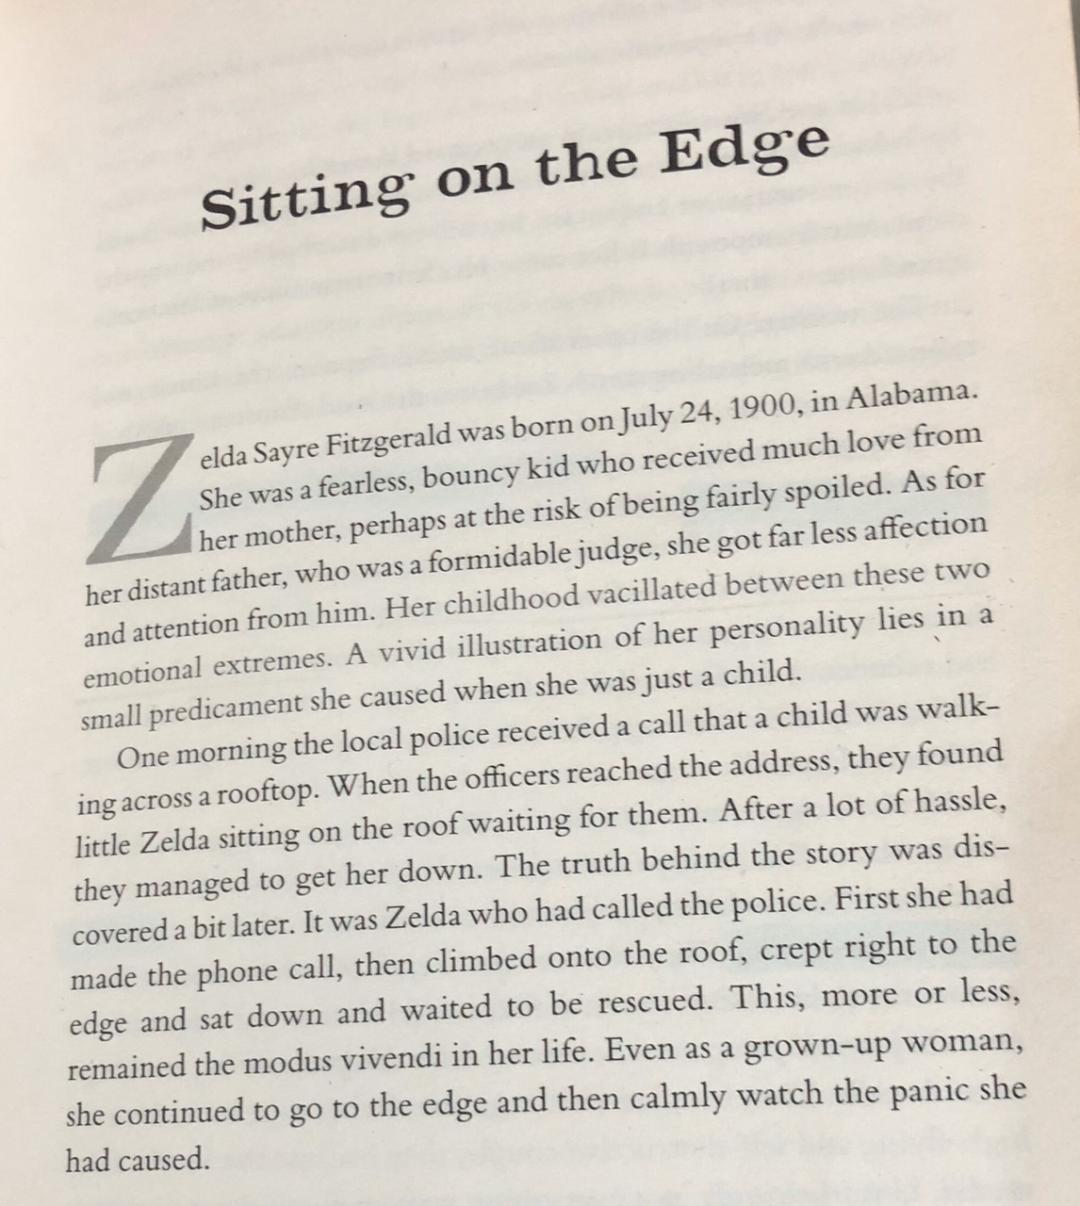 Sitting on the Edge
Zelda Sayre Fitzgerald was born on July 24, 1900, in Alabama.
She was a fearless, bouncy kid who received much love from
her mother, perhaps at the risk of being fairly spoiled. As for
her distant father, who was a formidable judge, she got far less affection
and attention from him. Her childhood vacillated between these two
emotional extremes. A vivid illustration of her personality lies in a
small predicament she caused when she was just a child.
One morning the local police received a call that a child was walk-
ing across a rooftop. When the officers reached the address, they found
little Zelda sitting on the roof waiting for them. After a lot of hassle,
they managed to get her down. The truth behind the story was dis-
covered a bit later. It was Zelda who had called the police. First she had
made the phone call, then climbed onto the roof, crept right to the
edge and sat down and waited to be rescued. This, more or less,
remained the modus vivendi in her life. Even as a grown-up woman,
she continued to go to the edge and then calmly watch the panic she
had caused.